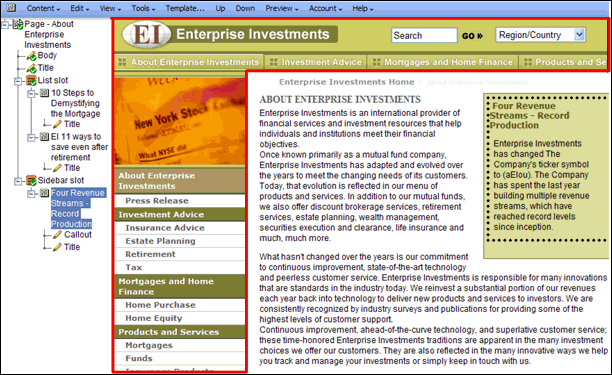 Content Edit View Tools Template... Up Down Preview Account Help
Page - About
Enterprise
Investments
Body
Title
List slot
10 Steps to
Demystifying
the Mortgage
Title
EI 11 ways to
save even after
retirement
Title
Sidebar slot
Four Revenue
Streams -
Record
Production
Callout
Title
EI Enterprise Investments
Search GO » Region/Country
About Enterprise Investments Investment Advice Mortgages and Home Finance Products and Se
New York Stock
What NYSE did
About Enterprise
Investments
Press Release
Investment Advice
Insurance Advice
Estate Planning
Retirement
Tax
Mortgages and Home
Finance
Home Purchase
Home Equity
Products and Services
Mortgages
Funds
Insurance Products
Enterprise Investments Home About Enterprise Investments
ABOUT ENTERPRISE INVESTMENTS
Enterprise Investments is an international provider of
financial services and investment resources that help
individuals and institutions meet their financial
objectives.
Once known primarily as a mutual fund company,
Enterprise Investments has adapted and evolved over
the years to meet the changing needs of its customers.
Today, that evolution is reflected in our menu of
products and services. In addition to our mutual funds,
we also offer discount brokerage services, retirement
services, estate planning, wealth management,
securities execution and clearance, life insurance and
much, much more.
What hasn't changed over the years is our commitment
to continuous improvement, state-of-the-art technology
and peerless customer service. Enterprise Investments is responsible for many innovations
that are standards in the industry today. We reinvest a substantial portion of our revenues
each year back into technology to deliver new products and services to investors. We are
consistently recognized by industry surveys and publications for providing some of the
highest levels of customer support.
Continuous improvement, ahead-of-the-curve technology, and superlative customer service;
these time-honored Enterprise Investments traditions are apparent in the many investment
choices we offer our customers. They are also reflected in the many innovative ways we help
you track and manage your investments or simply keep in touch with us.
Four Revenue
Streams - Record
Production
Enterprise Investments
has changed The
Company's ticker symbol
to (aElou). The Company
has spent the last year
building multiple revenue
streams, which have
reached record levels
since inception.